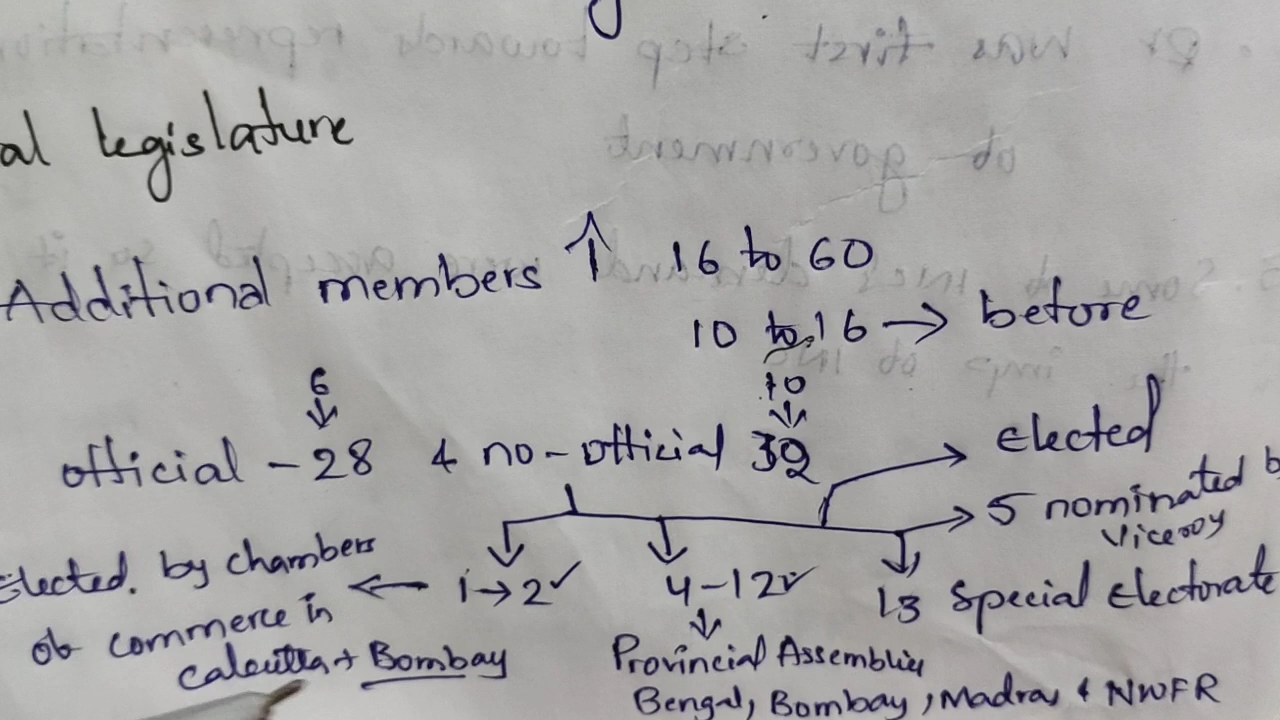 al legislature
Additional members ↑ 16 to 60
10 to 16 → before
6
10
official - 28 & no-official 32
Elected
5 nominated b
Viceroy
Elected. by chambers
ob commerce in
Calcutta + Bombay
1 → 2 ✓
4-12 ✓
13 Special Electorate
Provincial Assemblies
Bengal, Bombay, Madras & NWFR